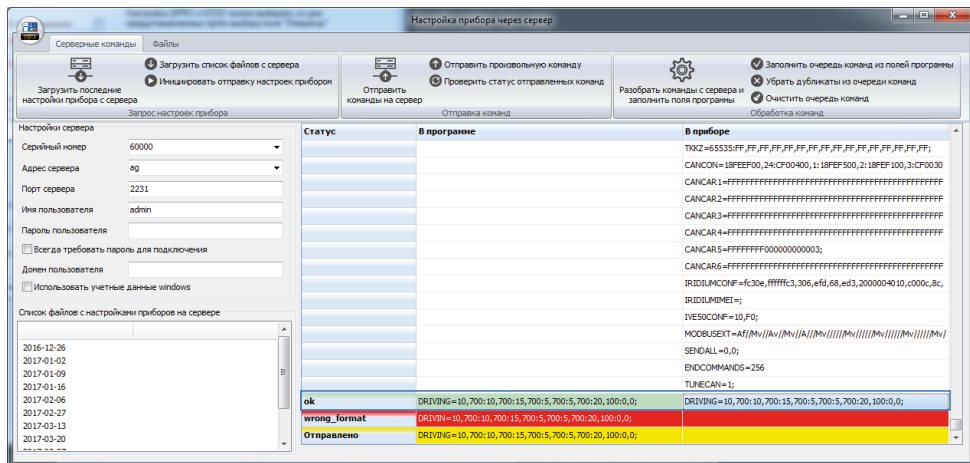 Настройка прибора через сервер
Серверные команды Файлы
Загрузить последние настройки прибора с сервера
Загрузить список файлов с сервера
Инициировать отправку настроек прибором
Запрос настроек прибора
Отправить команды на сервер
Отправить произвольную команду
Проверить статус отправленных команд
Отправка команд
Разобрать команды с сервера и заполнить поля программы
Заполнить очередь команд из полей программы
Убрать дубликаты из очереди команд
Очистить очередь команд
Обработка команд
Настройки сервера
Серийный номер 60000
Адрес сервера ag
Порт сервера 2231
Имя пользователя admin
Пароль пользователя
Всегда требовать пароль для подключения
Домен пользователя
Использовать учетные данные windows
Список файлов с настройками приборов на сервере
2016-12-26
2017-01-02
2017-01-09
2017-01-16
2017-02-06
2017-02-27
2017-03-13
2017-03-20
Статус В программе В приборе
TKKZ=65535:FF,FF,FF,FF,FF,FF,FF,FF,FF,FF,FF,FF,FF,FF,FF;
CANCON=18FEEF00,24:CF00400,1:18FEF500,2:18FEF100,3:CF0030
CANCAR1=FFFFFFFFFFFFFFFFFFFFFFFFFFFFFFFFFFFFFFFFFFFFFF
CANCAR2=FFFFFFFFFFFFFFFFFFFFFFFFFFFFFFFFFFFFFFFFFFFFFF
CANCAR3=FFFFFFFFFFFFFFFFFFFFFFFFFFFFFFFFFFFFFFFFFFFFFF
CANCAR4=FFFFFFFFFFFFFFFFFFFFFFFFFFFFFFFFFFFFFFFFFFFFFF
CANCAR5=FFFFFFFF000000000003;
CANCAR6=FFFFFFFFFFFFFFFFFFFFFFFFFFFFFFFFFFFFFFFFFFFFFF
IRIDIUMCONF=fc30e,ffffffc3,306,efd,68,ed3,2000004010,c000c,8c,
IRIDIUMIMEI=;
IVE50CONF=10,F0;
MODBUSEXT=Af//Mv//Av//Mv//A///Mv//////Mv//////Mv//////Mv//////Mv/
SENDALL=0,0;
ENDCOMMANDS=256
TUNECAN=1;
ok DRIVING=10,700:10,700:15,700:5,700:5,700:20,100:0,0; DRIVING=10,700:10,700:15,700:5,700:5,700:20,100:0,0;
wrong_format DRIVIN=10,700:10,700:15,700:5,700:5,700:20,100:0,0;
Отправлено DRIVING=10,700:10,700:15,700:5,700:5,700:20,100:0,0;